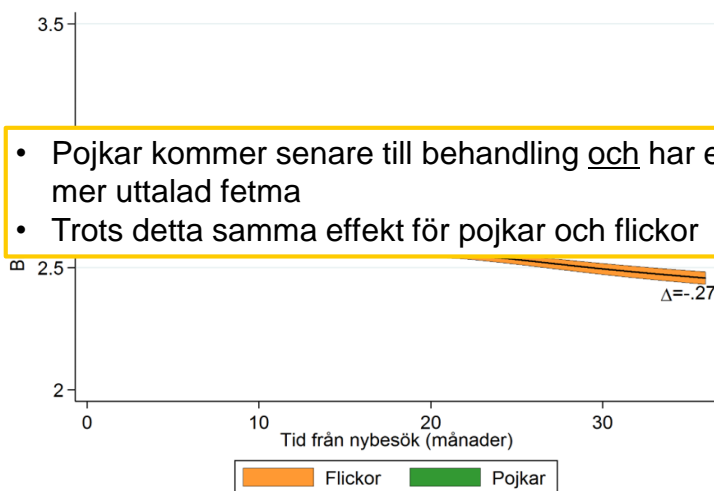 3.5
• Pojkar kommer senare till behandling och har e
mer uttalad fetma
• Trots detta samma effekt för pojkar och flickor
B
2.5
Δ=-.27
2
0 10 20 30
Tid från nybesök (månader)
Flickor Pojkar